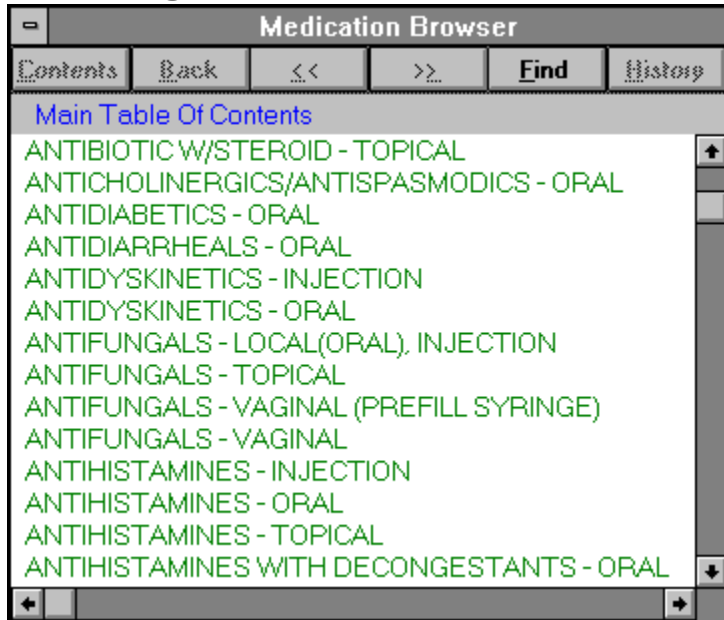 Medication Browser
Contents Back << >> Find History
Main Table Of Contents
ANTIBIOTIC W/STEROID - TOPICAL
ANTICHOLINERGICS/ANTISPASMODICS - ORAL
ANTIDIABETICS - ORAL
ANTIDIARRHEALS - ORAL
ANTIDYSKINETICS - INJECTION
ANTIDYSKINETICS - ORAL
ANTIFUNGALS - LOCAL(ORAL), INJECTION
ANTIFUNGALS - TOPICAL
ANTIFUNGALS - VAGINAL (PREFILL SYRINGE)
ANTIFUNGALS - VAGINAL
ANTIHISTAMINES - INJECTION
ANTIHISTAMINES - ORAL
ANTIHISTAMINES - TOPICAL
ANTIHISTAMINES WITH DECONGESTANTS - ORAL